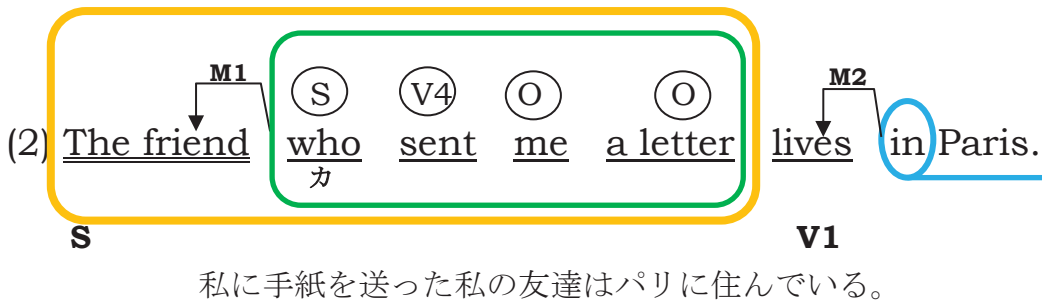 M1 S V4 O O M2
(2) The friend who sent me a letter lives in Paris.
カ
S V1
私に手紙を送った私の友達はパリに住んでいる。